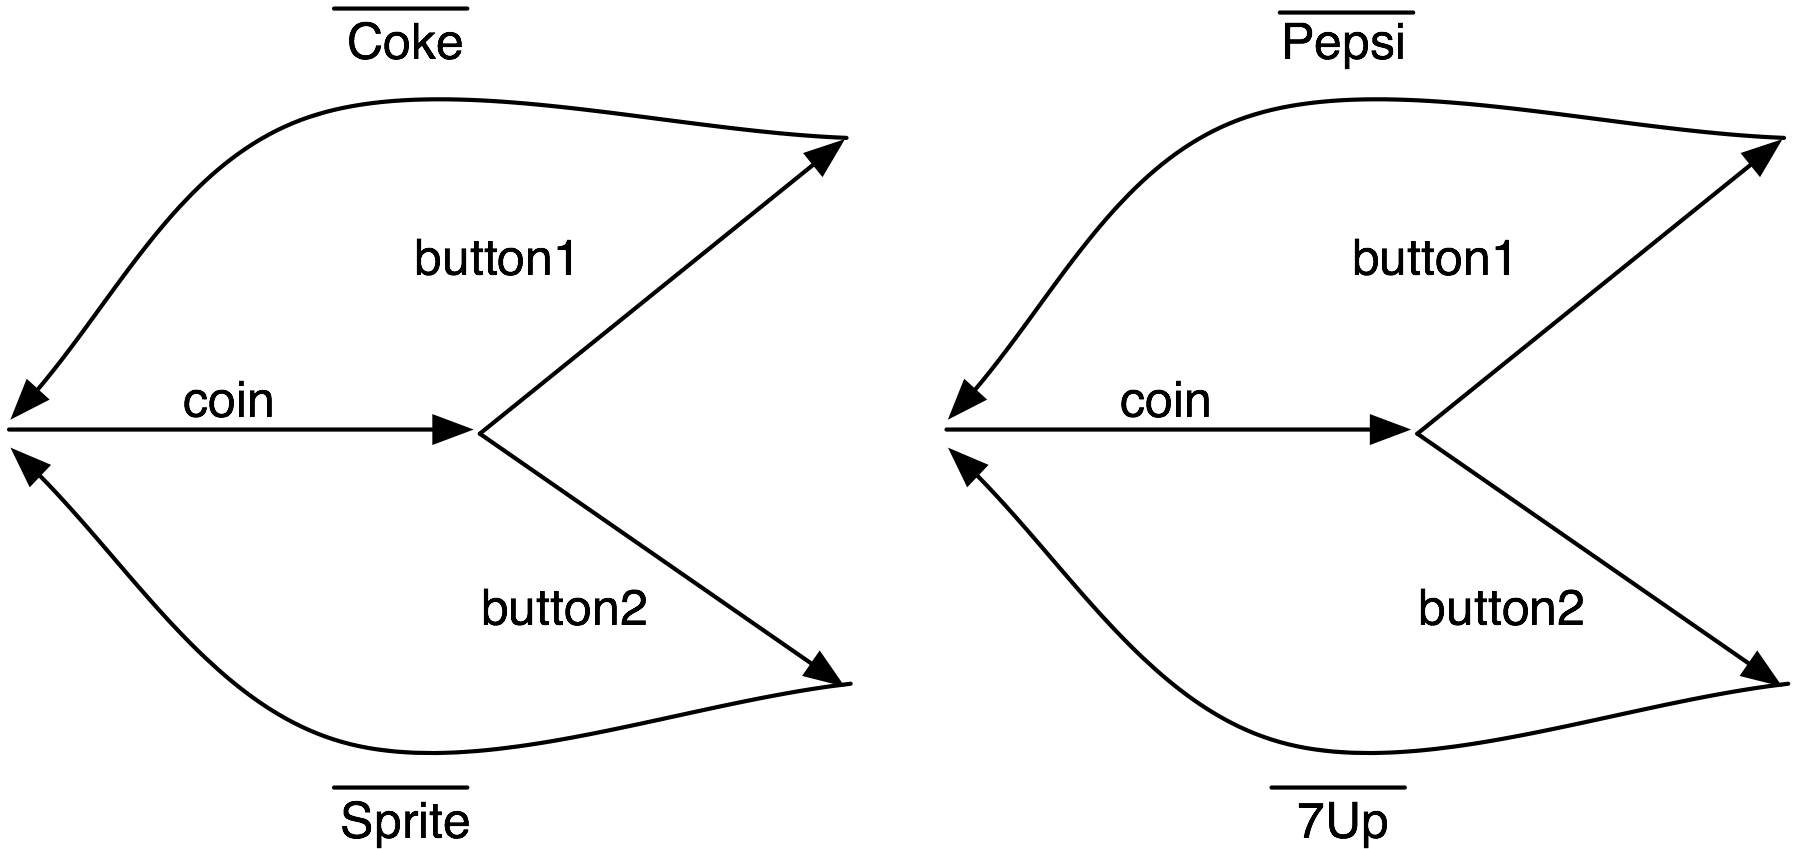 Coke
button1
coin
button2
Sprite
Pepsi
button1
coin
button2
7Up